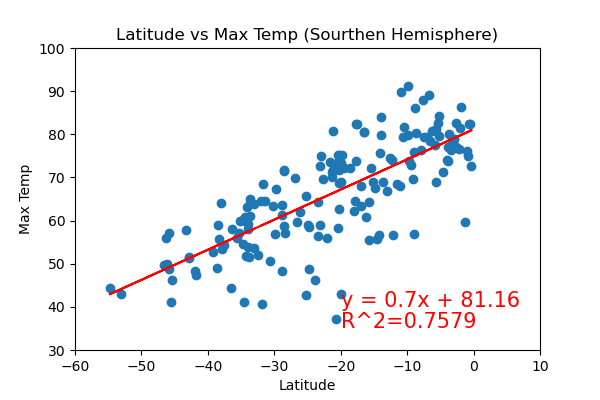 Latitude vs Max Temp (Sourthen Hemisphere)
100
90
80
70
60
50
40
30
Max Temp
y = 0.7x + 81.16
R^2=0.7579
−60 −50 −40 −30 −20 −10 0 10
Latitude